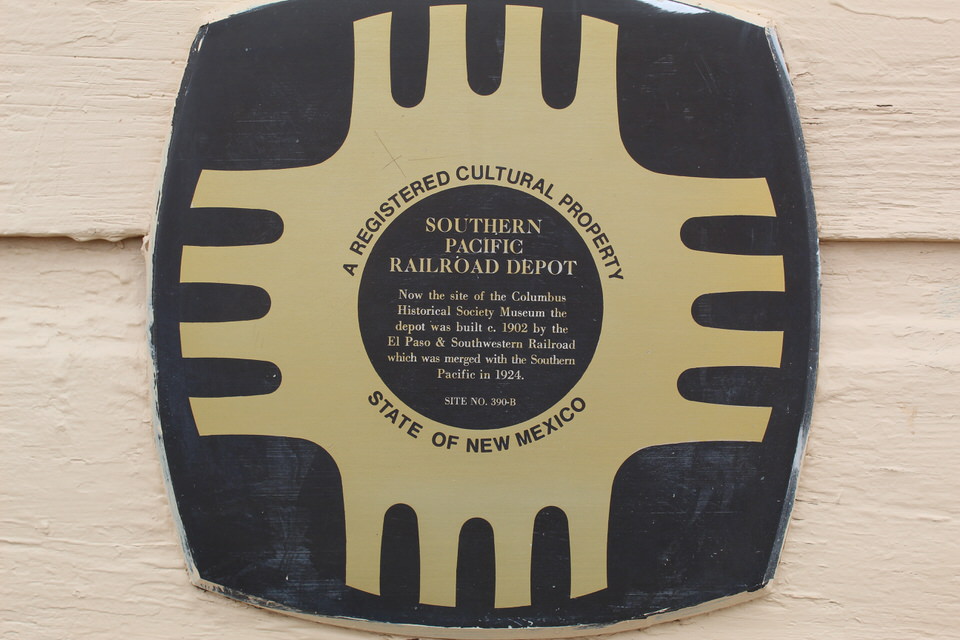 A REGISTERED CULTURAL PROPERTY
SOUTHERN
PACIFIC
RAILROAD DEPOT
Now the site of the Columbus
Historical Society Museum the
depot was built c. 1902 by the
El Paso & Southwestern Railroad
which was merged with the Southern
Pacific in 1924.
SITE NO. 390-B
STATE OF NEW MEXICO